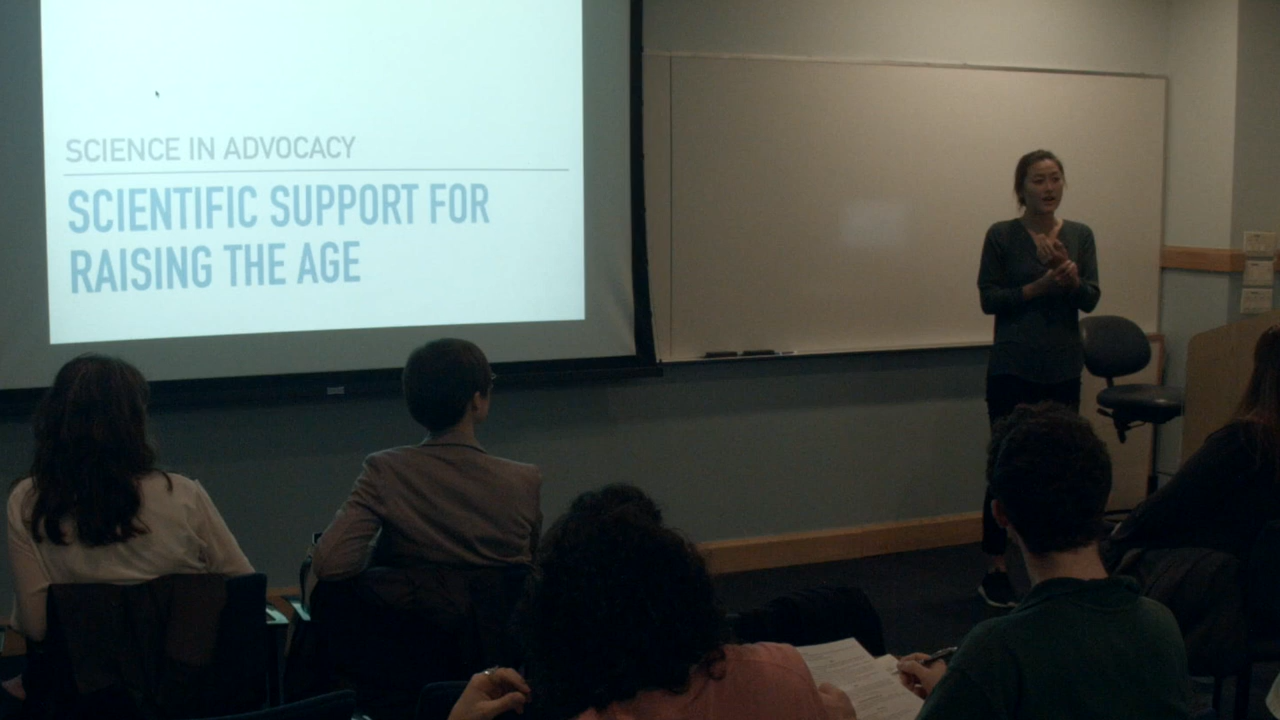 SCIENCE IN ADVOCACY
SCIENTIFIC SUPPORT FOR
RAISING THE AGE